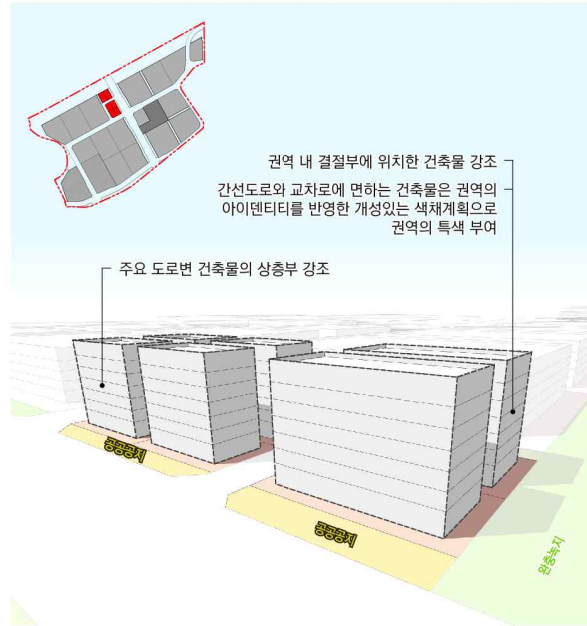 권역 내 결절부에 위치한 건축물 강조
간선도로와 교차로에 면하는 건축물은 권역의
아이덴티티를 반영한 개성있는 색채계획으로
권역의 특색 부여
주요 도로변 건축물의 상층부 강조
공공공지
공공공지
완충녹지